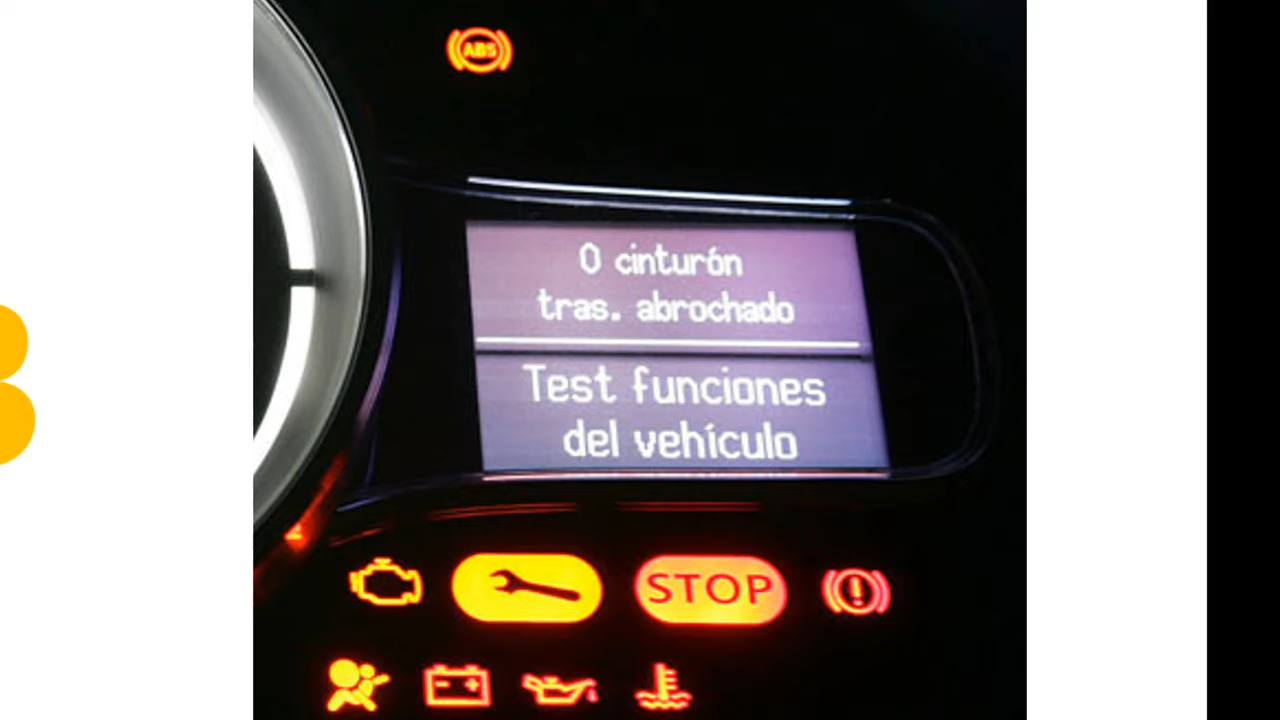 ABS
0 cinturón
tras. abrochado
Test funciones
del vehículo
STOP